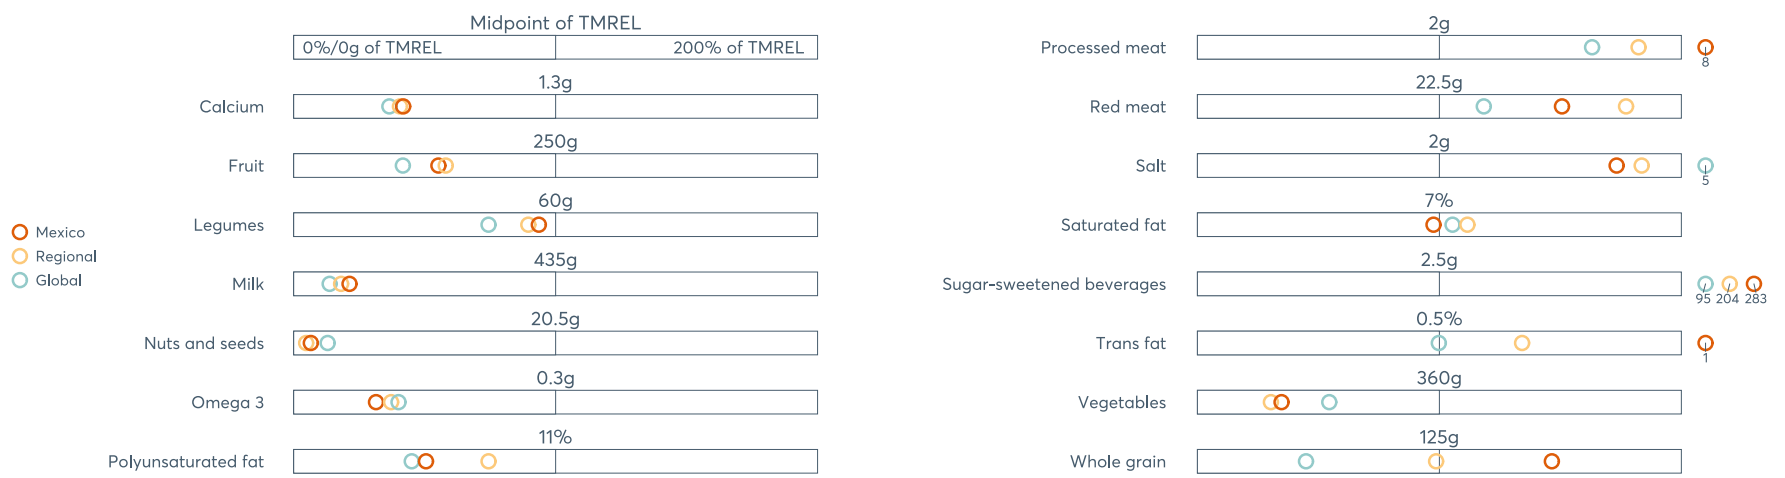 Midpoint of TMREL
0%/0g of TMREL 200% of TMREL
Calcium 1.3g
Fruit 250g
Legumes 60g
Milk 435g
Nuts and seeds 20.5g
Omega 3 0.3g
Polyunsaturated fat 11%
Mexico
Regional
Global
Processed meat 2g 8
Red meat 22.5g
Salt 2g 5
Saturated fat 7%
Sugar-sweetened beverages 2.5g 95 204 283
Trans fat 0.5% 1
Vegetables 360g
Whole grain 125g